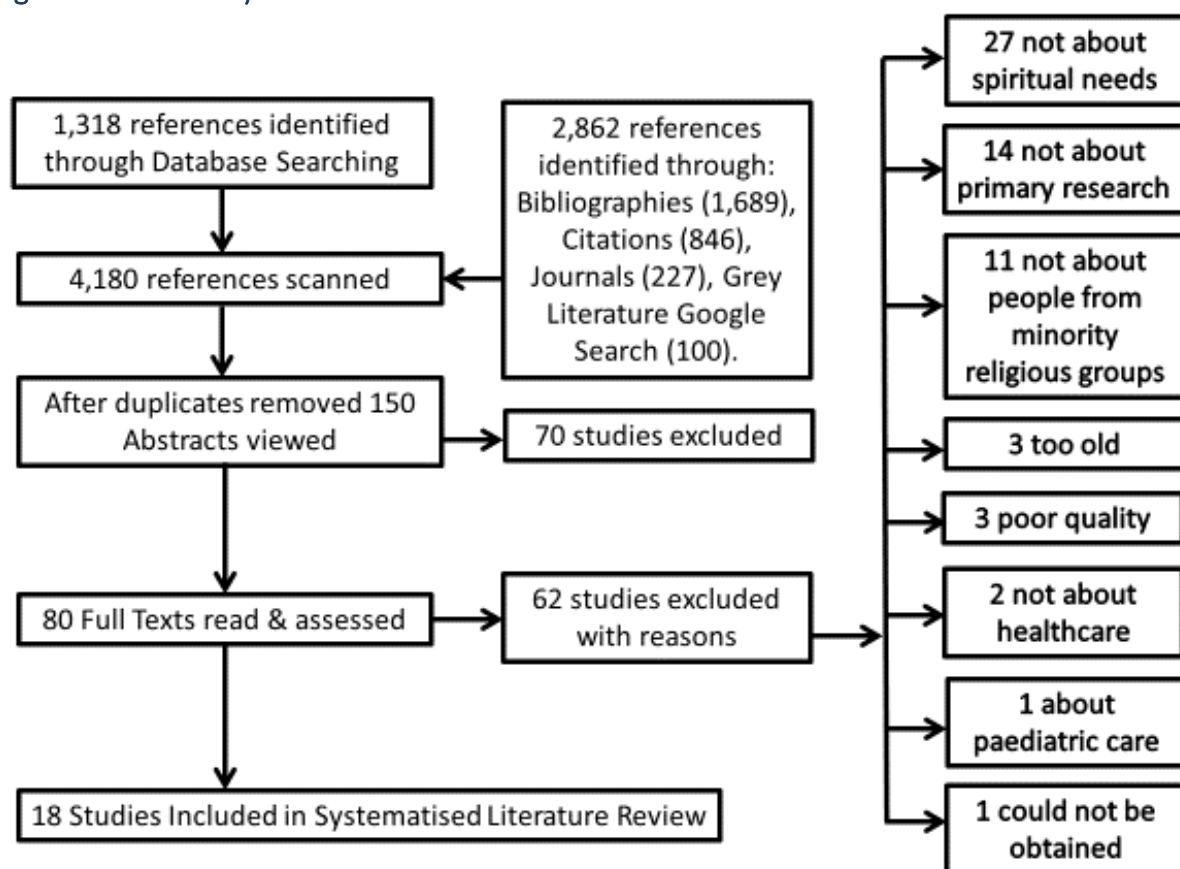 1,318 references identified
through Database Searching
2,862 references
identified through:
Bibliographies (1,689),
Citations (846),
Journals (227), Grey
Literature Google
Search (100).
4,180 references scanned
After duplicates removed 150
Abstracts viewed
70 studies excluded
80 Full Texts read & assessed
62 studies excluded
with reasons
18 Studies Included in Systematised Literature Review
27 not about
spiritual needs
14 not about
primary research
11 not about
people from
minority
religious groups
3 too old
3 poor quality
2 not about
healthcare
1 about
paediatric care
1 could not be
obtained